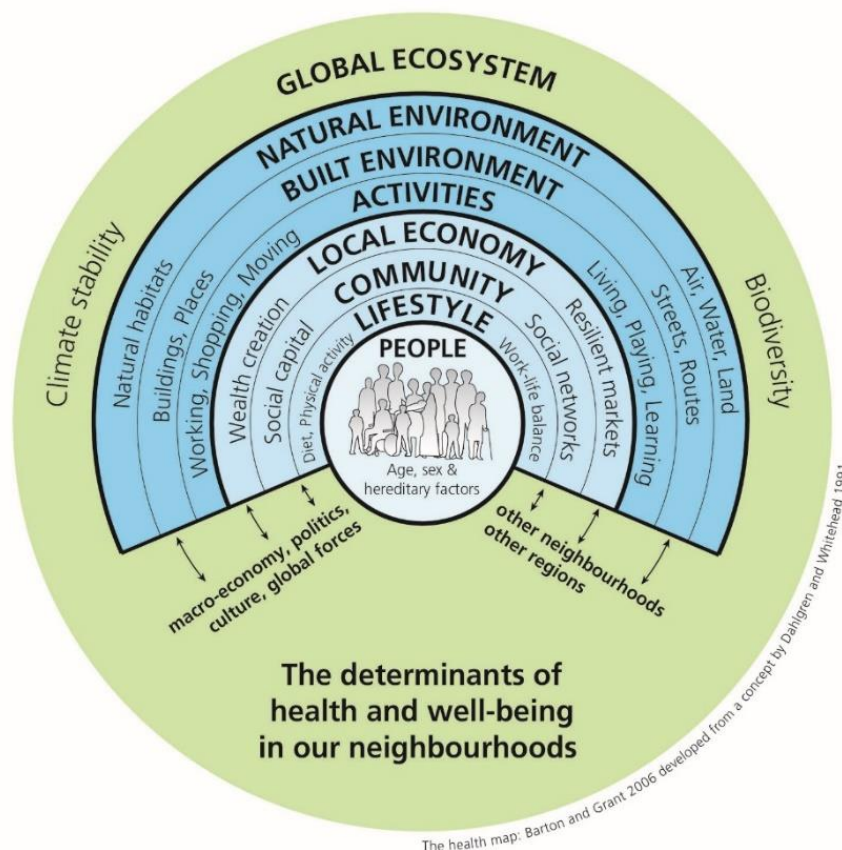 GLOBAL ECOSYSTEM
NATURAL ENVIRONMENT
BUILT ENVIRONMENT
ACTIVITIES
LOCAL ECONOMY
COMMUNITY
LIFESTYLE
PEOPLE
Age, sex &
hereditary factors
Climate stability
Natural habitats
Buildings, Places
Working, Shopping, Moving
Wealth creation
Social capital
Diet, Physical activity
Work-life balance
Social networks
Resilient markets
Living, Playing, Learning
Streets, Routes
Air, Water, Land
Biodiversity
macro-economy, politics,
culture, global forces
other neighbourhoods
other regions
The determinants of
health and well-being
in our neighbourhoods
The health map: Barton and Grant 2006 developed from a concept by Dahlgren and Whitehead 1991